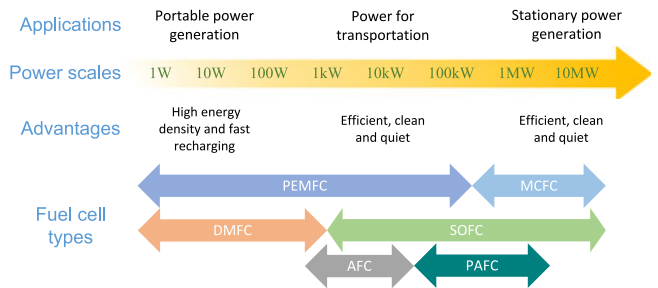 Applications
Portable power
generation
Power for
transportation
Stationary power
generation
Power scales
1W 10W 100W 1kW 10kW 100kW 1MW 10MW
Advantages
High energy
density and fast
recharging
Efficient, clean
and quiet
Efficient, clean
and quiet
Fuel cell
types
PEMFC MCFC
DMFC SOFC
AFC PAFC